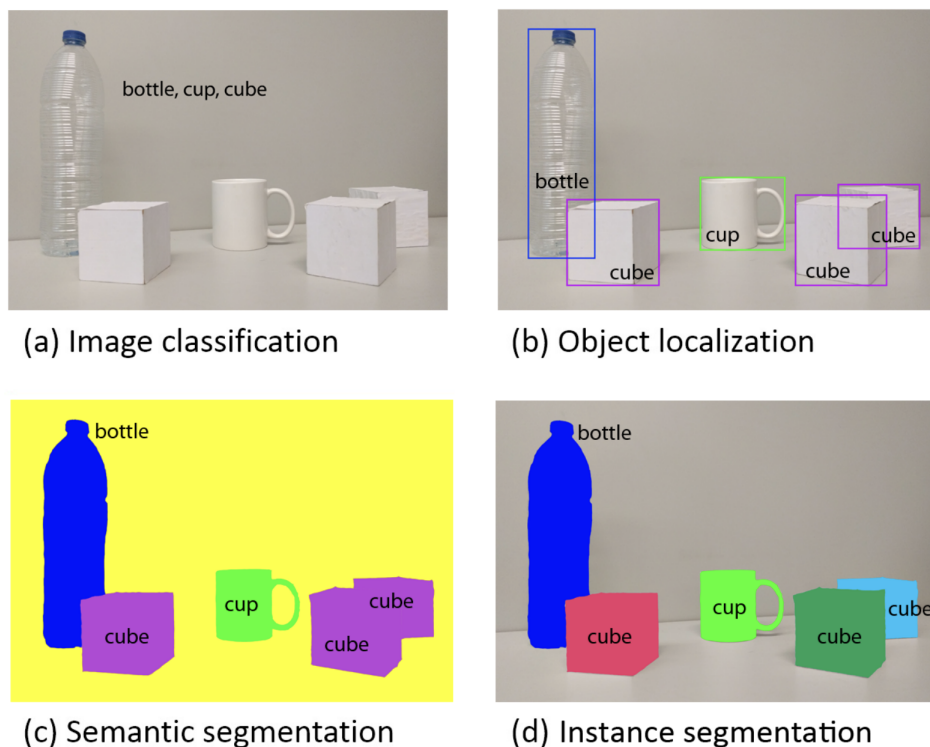 bottle, cup, cube
bottle
cup
cube
cube
cube
(a) Image classification
(b) Object localization
bottle
cup
cube
cube
cube
bottle
cube
cup
cube
cube
(c) Semantic segmentation
(d) Instance segmentation